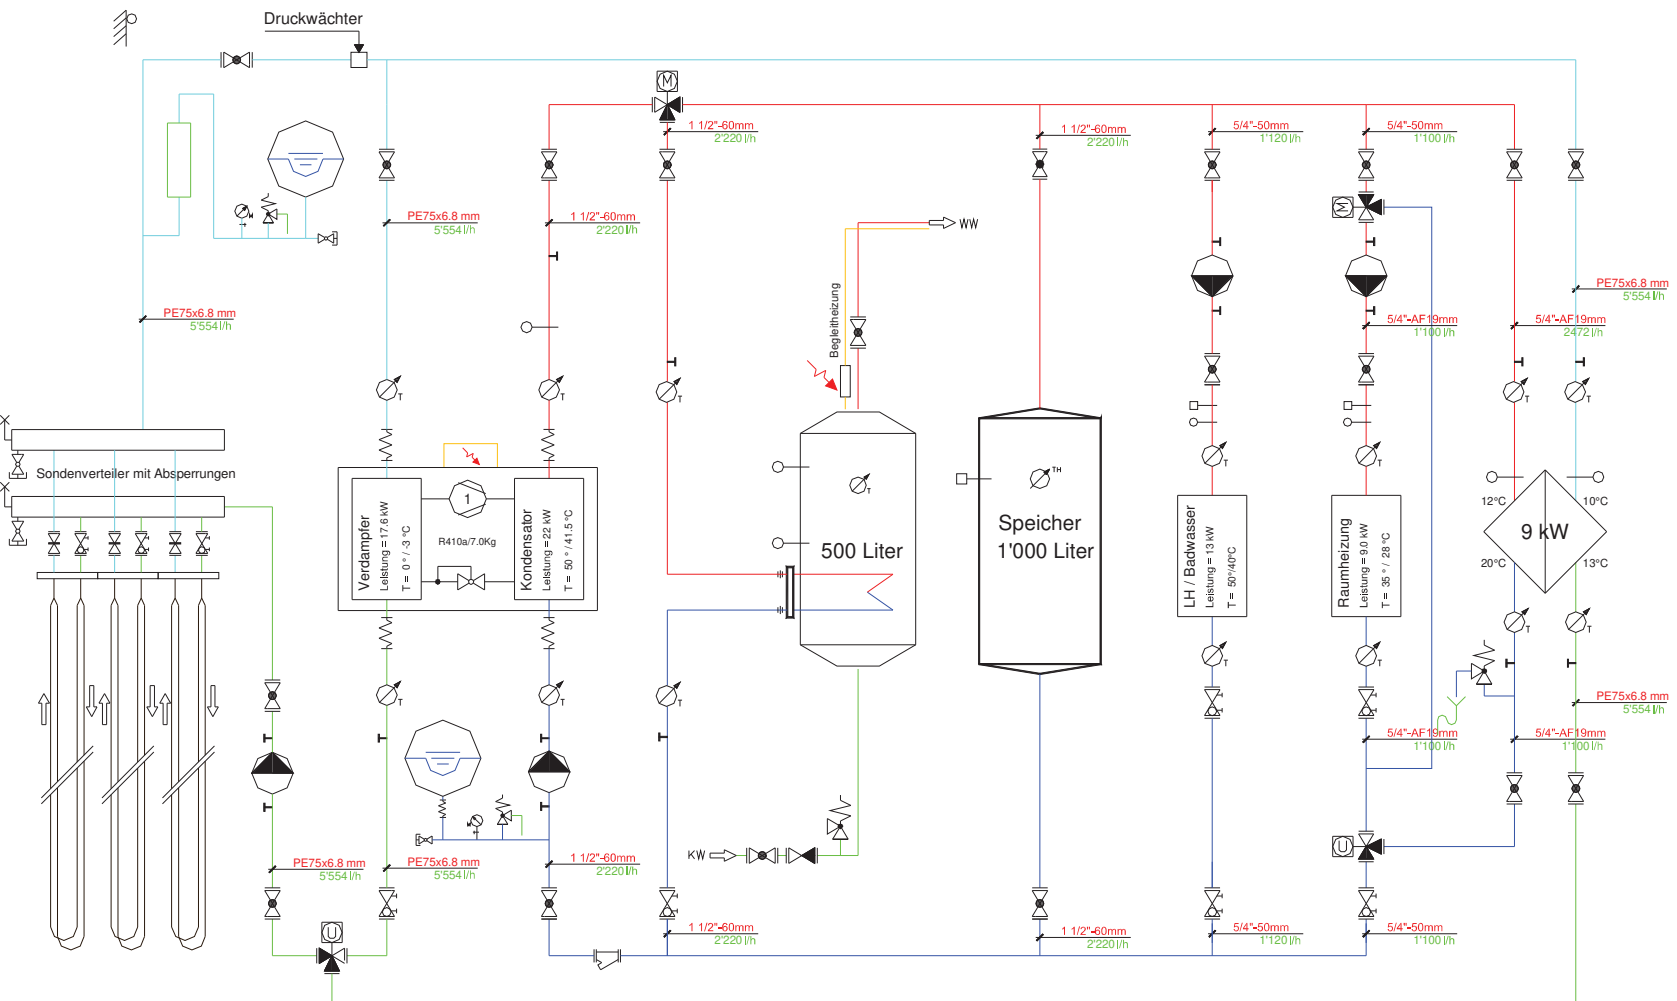 Druckwächter
M
1 1/2"-60mm
2'220 l/h
1 1/2"-60mm
2'220 l/h
5/4"-50mm
1'120 l/h
5/4"-50mm
1'100 l/h
PE75x6.8 mm
5'554 l/h
1 1/2"-60mm
2'220 l/h
WW
M
PE75x6.8 mm
5'554 l/h
PE75x6.8 mm
5'554 l/h
Begleitheizung
5/4"-AF19mm
1'100 l/h
5/4"-AF19mm
2472 l/h
T
T
T
T
T
T
T
T
TH
T
Sondenverteiler mit Absperrungen
Verdampfer
Leistung = 17.6 kW
T = 0 ° / -3 °C
1
R410a/7.0Kg
Kondensator
Leistung = 22 kW
T = 50 ° / 41.5 °C
500 Liter
Speicher
1'000 Liter
LH / Badwasser
Leistung = 13 kW
T = 50°/40°C
Raumheizung
Leistung = 9.0 kW
T = 35 ° / 28 °C
12°C
10°C
9 kW
20°C
13°C
T
T
T
T
T
T
T
PE75x6.8 mm
5'554 l/h
5/4"-AF19mm
1'100 l/h
5/4"-AF19mm
1'100 l/h
KW
U
PE75x6.8 mm
5'554 l/h
PE75x6.8 mm
5'554 l/h
1 1/2"-60mm
2'220 l/h
U
1 1/2"-60mm
2'220 l/h
1 1/2"-60mm
2'220 l/h
5/4"-50mm
1'120 l/h
5/4"-50mm
1'100 l/h